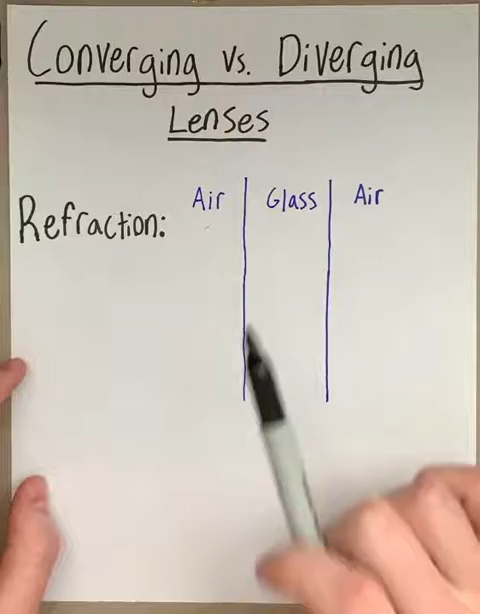 Converging vs. Diverging
Lenses
Refraction:
Air Glass Air